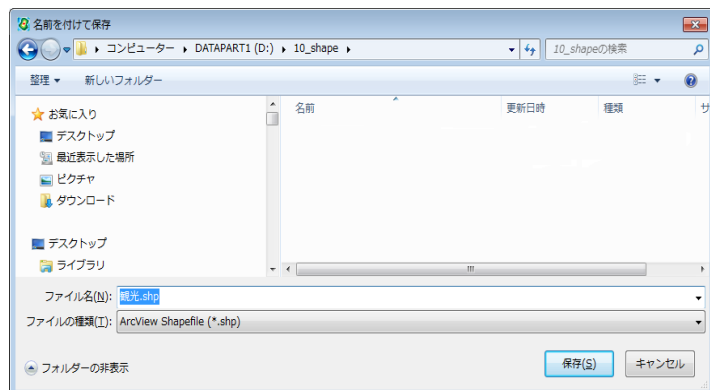 名前を付けて保存
コンピューター ▸ DATAPART1 (D:) ▸ 10_shape ▸
10_shapeの検索
整理 ▼ 新しいフォルダー
お気に入り
デスクトップ
最近表示した場所
ピクチャ
ダウンロード
デスクトップ
ライブラリ
名前 更新日時 種類 サ
ファイル名(N): 観光.shp
ファイルの種類(T): ArcView Shapefile (*.shp)
フォルダーの非表示
保存(S) キャンセル